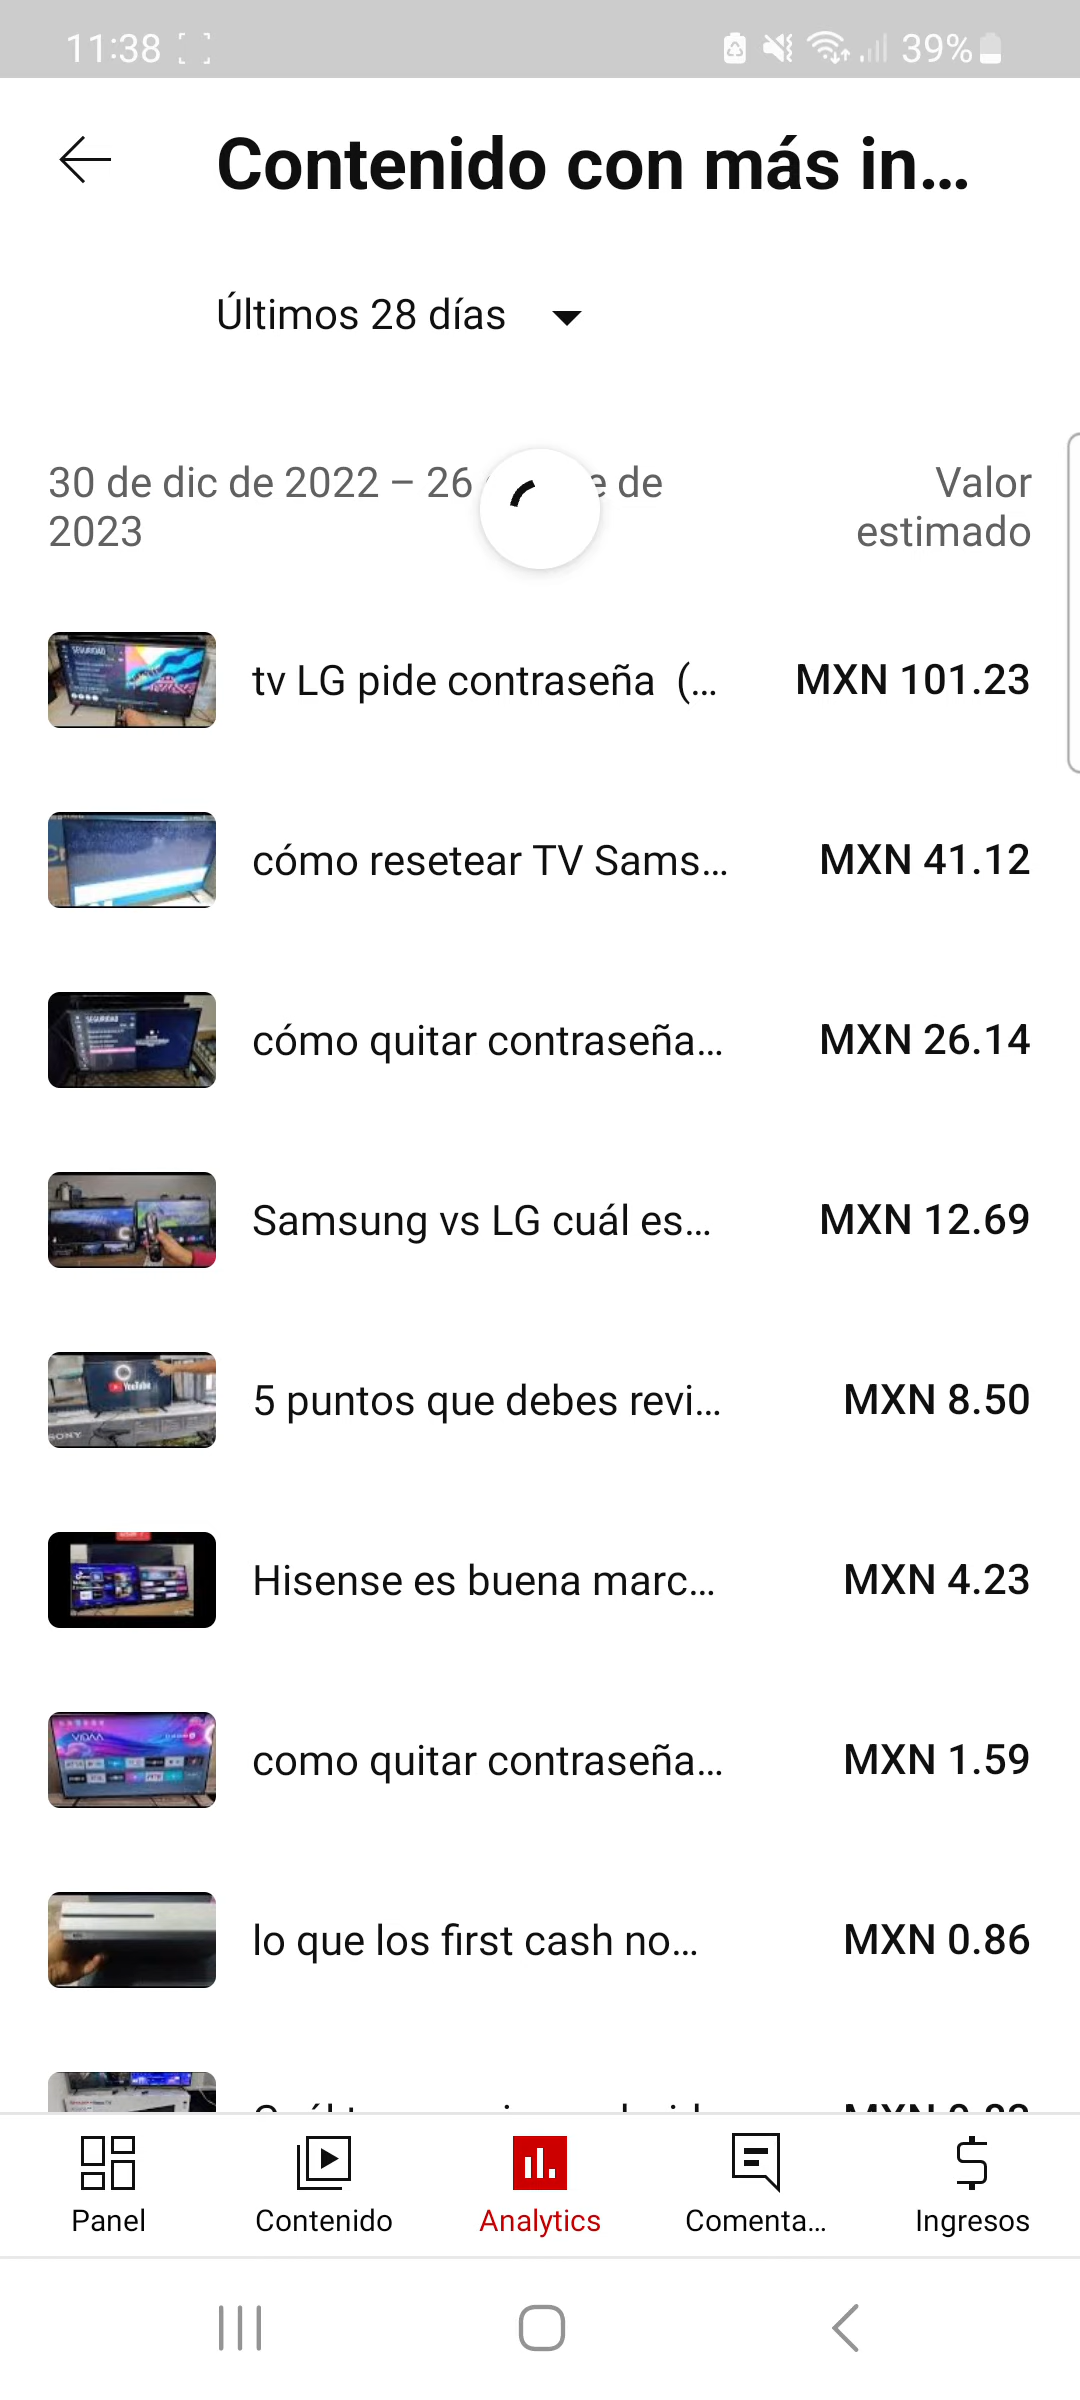 11:38
39%
Contenido con más in...
Últimos 28 días
30 de dic de 2022 – 26 de
2023
Valor
estimado
tv LG pide contraseña (...
MXN 101.23
cómo resetear TV Sams...
MXN 41.12
SEGURIDAD
cómo quitar contraseña...
MXN 26.14
Samsung vs LG cuál es...
MXN 12.69
YouTube
SONY
5 puntos que debes revi...
MXN 8.50
Hisense es buena marc...
MXN 4.23
VIDAA
como quitar contraseña...
MXN 1.59
lo que los first cash no...
MXN 0.86
Panel
Contenido
Analytics
Comenta...
Ingresos